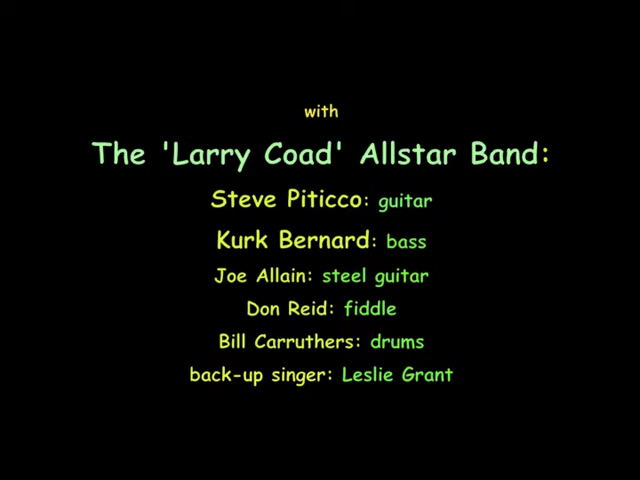 with
The 'Larry Coad' Allstar Band:
Steve Piticco: guitar
Kurk Bernard: bass
Joe Allain: steel guitar
Don Reid: fiddle
Bill Carruthers: drums
back-up singer: Leslie Grant